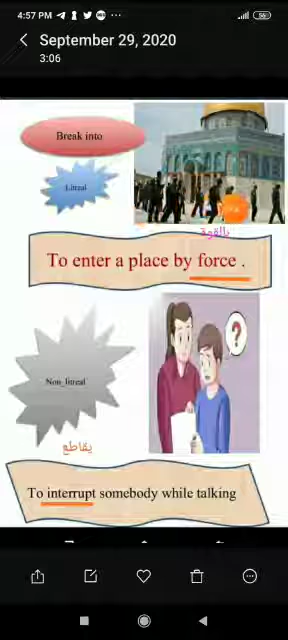 4:57 PM
56
September 29, 2020
3:06
Break into
Litreal
بالقوة
To enter a place by force .
?
Non_litreal
يقاطع
To interrupt somebody while talking